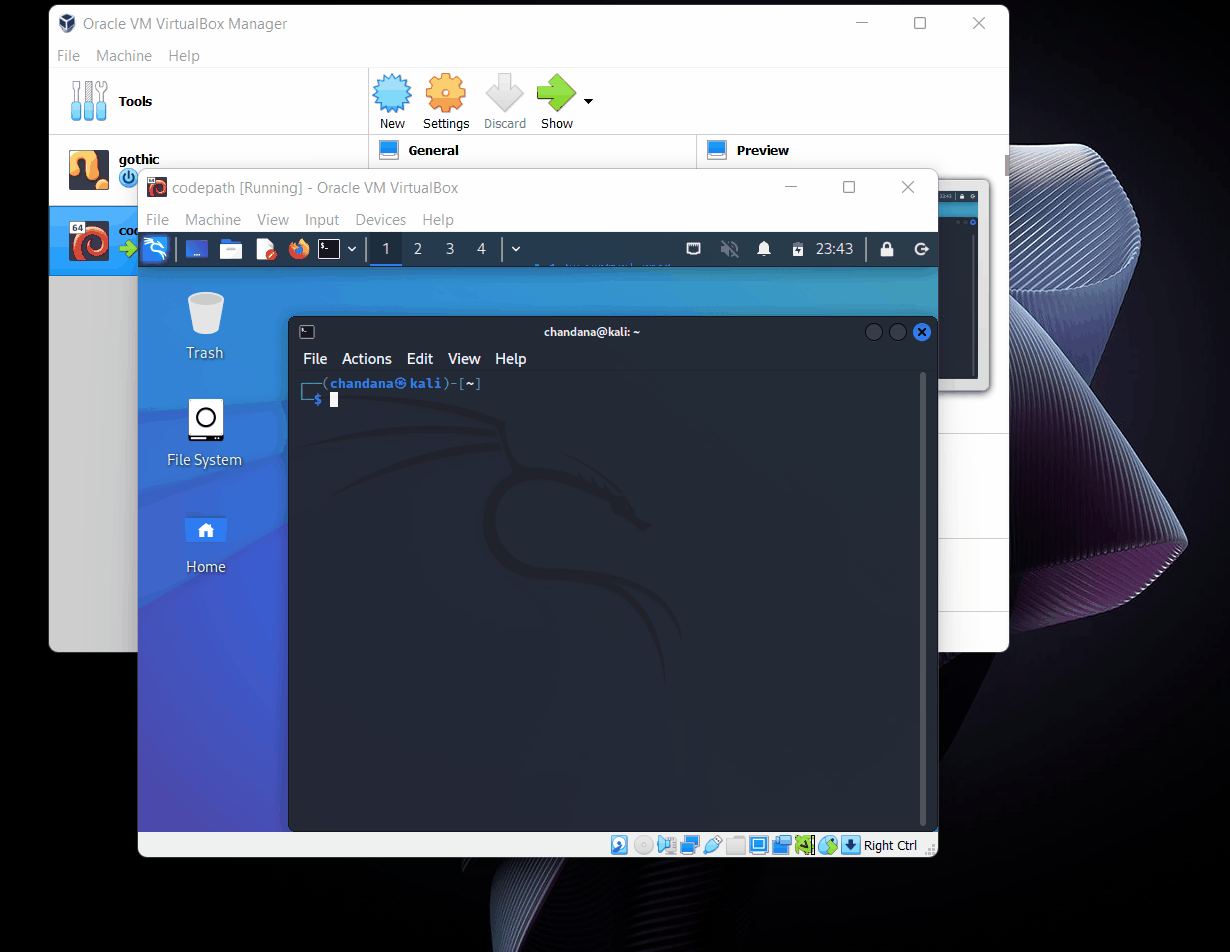 Oracle VM VirtualBox Manager
File Machine Help
Tools
New Settings Discard Show
gothic
General
Preview
64
codepath [Running] - Oracle VM VirtualBox
File Machine View Input Devices Help
1 2 3 4
23:43
Trash
File System
Home
chandana@kali: ~
File Actions Edit View Help
┌──(chandana㉿kali)-[~]
└─$
Right Ctrl